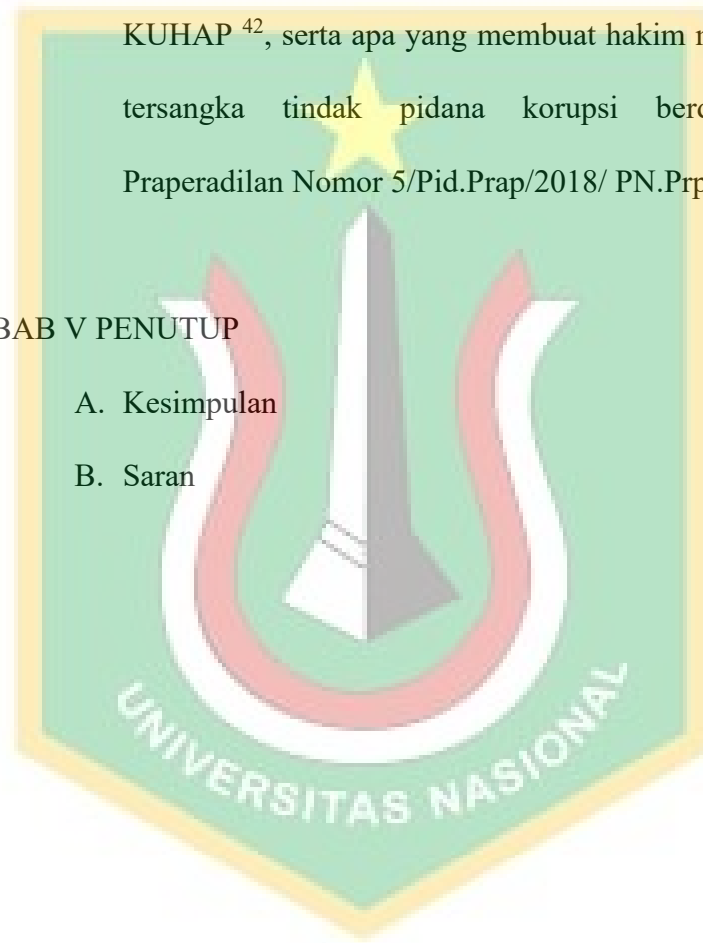 KUHAP 42, serta apa yang membuat hakim
tersangka tindak pidana korupsi
Praperadilan Nomor 5/Pid.Prap/2018/ PN.Prp
BAB V PENUTUP
A. Kesimpulan
B. Saran
UNIVERSITAS NASIONAL